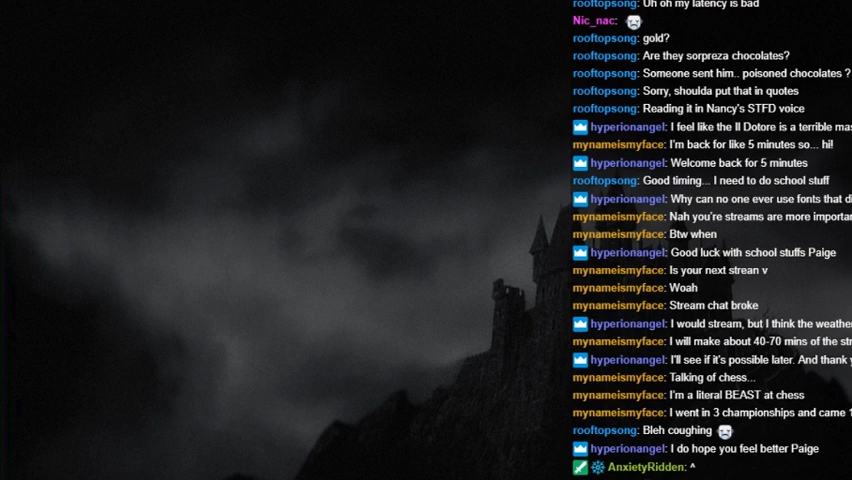 rooftopsong: Uh oh my latency is bad
Nic_nac:
rooftopsong: gold?
rooftopsong: Are they sorpreza chocolates?
rooftopsong: Someone sent him.. poisoned chocolates ?
rooftopsong: Sorry, shoulda put that in quotes
rooftopsong: Reading it in Nancy's STFD voice
hyperionangel: I feel like the Il Dotore is a terrible
mynameismyface: I'm back for like 5 minutes so... hi!
hyperionangel: Welcome back for 5 minutes
rooftopsong: Good timing... I need to do school stuff
hyperionangel: Why can no one ever use fonts that
mynameismyface: Nah you're streams are more
mynameismyface: Btw when
hyperionangel: Good luck with school stuffs Paige
mynameismyface: Is your next strean v
mynameismyface: Woah
mynameismyface: Stream chat broke
hyperionangel: I would stream, but I think the
mynameismyface: I will make about 40-70 mins of the
hyperionangel: I'll see if it's possible later. And thank
mynameismyface: Talking of chess...
mynameismyface: I'm a literal BEAST at chess
mynameismyface: I went in 3 championships and came
rooftopsong: Bleh coughing
hyperionangel: I do hope you feel better Paige
AnxietyRidden: ^